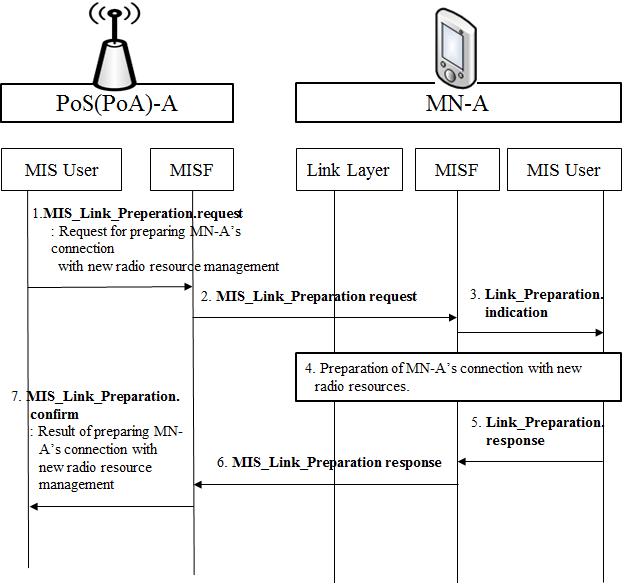 PoS(PoA)-A
MN-A
MIS User
MISF
Link Layer
MISF
MIS User
1.MIS_Link_Preperation.request
: Request for preparing MN-A's
connection
with new radio resource management
2. MIS_Link_Preparation request
3. Link_Preparation.
indication
4. Preparation of MN-A's connection with new
radio resources.
5. Link_Preparation.
response
6. MIS_Link_Preparation response
7. MIS_Link_Preparation.
confirm
: Result of preparing MN-
A's connection with
new radio resource
management